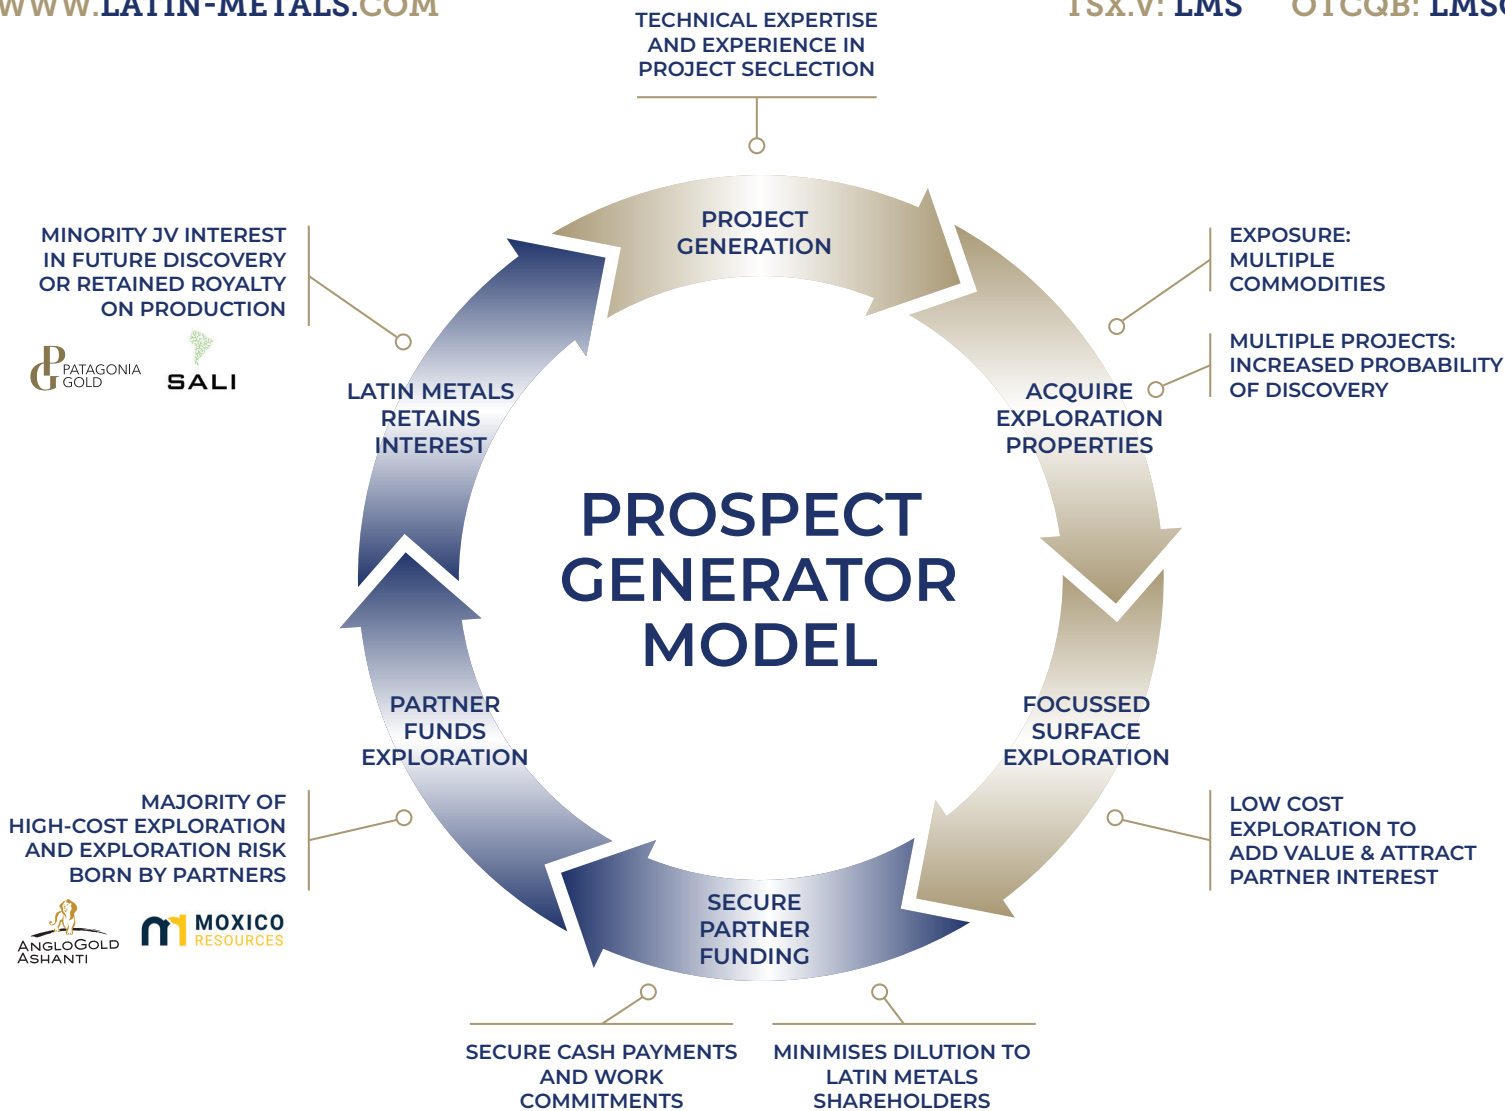 WWW.LATIN-METALS.COM
TSX.V: LMS OTCQB: LMSQ
TECHNICAL EXPERTISE
AND EXPERIENCE IN
PROJECT SECLECTION
PROJECT
GENERATION
MINORITY JV INTEREST
IN FUTURE DISCOVERY
OR RETAINED ROYALTY
ON PRODUCTION
PATAGONIA
GOLD
SALI
EXPOSURE:
MULTIPLE
COMMODITIES
MULTIPLE PROJECTS:
INCREASED PROBABILITY
OF DISCOVERY
LATIN METALS
RETAINS
INTEREST
ACQUIRE
EXPLORATION
PROPERTIES
PROSPECT
GENERATOR
MODEL
PARTNER
FUNDS
EXPLORATION
FOCUSSED
SURFACE
EXPLORATION
MAJORITY OF
HIGH-COST EXPLORATION
AND EXPLORATION RISK
BORN BY PARTNERS
ANGLOGOLD
ASHANTI
MOXICO
RESOURCES
LOW COST
EXPLORATION TO
ADD VALUE & ATTRACT
PARTNER INTEREST
SECURE
PARTNER
FUNDING
SECURE CASH PAYMENTS
AND WORK
COMMITMENTS
MINIMISES DILUTION TO
LATIN METALS
SHAREHOLDERS